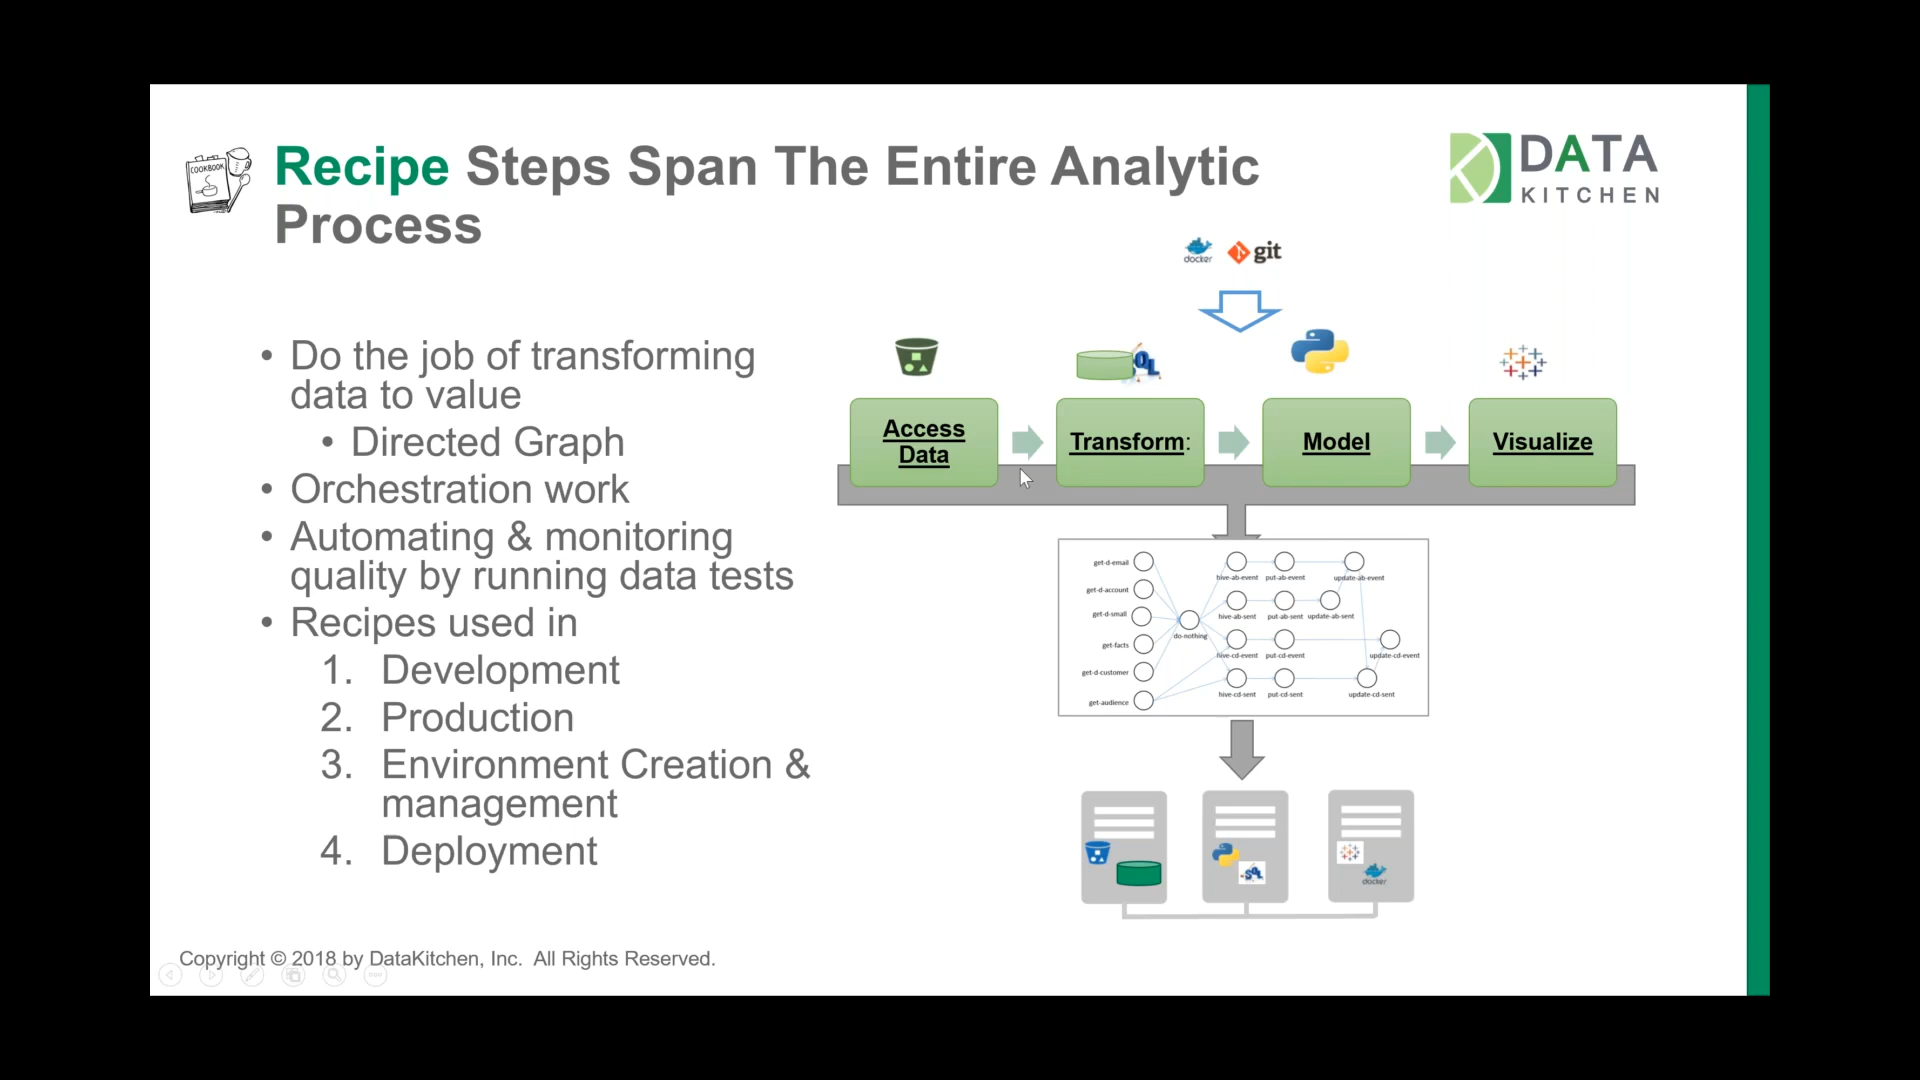 COOKBOOK
Recipe Steps Span The Entire Analytic
Process
DATA
KITCHEN
docker
git
• Do the job of transforming
data to value
• Directed Graph
• Orchestration work
• Automating & monitoring
quality by running data tests
• Recipes used in
1. Development
2. Production
3. Environment Creation &
management
4. Deployment
Access
Data
Transform:
Model
Visualize
get-d-email
get-d-account
get-d-small
get-facts
get-d-customer
get-audience
do-nothing
hive-ab-event put-ab-event update-ab-event
hive-ab-sent put-ab-sent update-ab-sent
hive-cd-event put-cd-event update-cd-event
hive-cd-sent put-cd-sent update-cd-sent
SQL
docker
Copyright © 2018 by DataKitchen, Inc. All Rights Reserved.